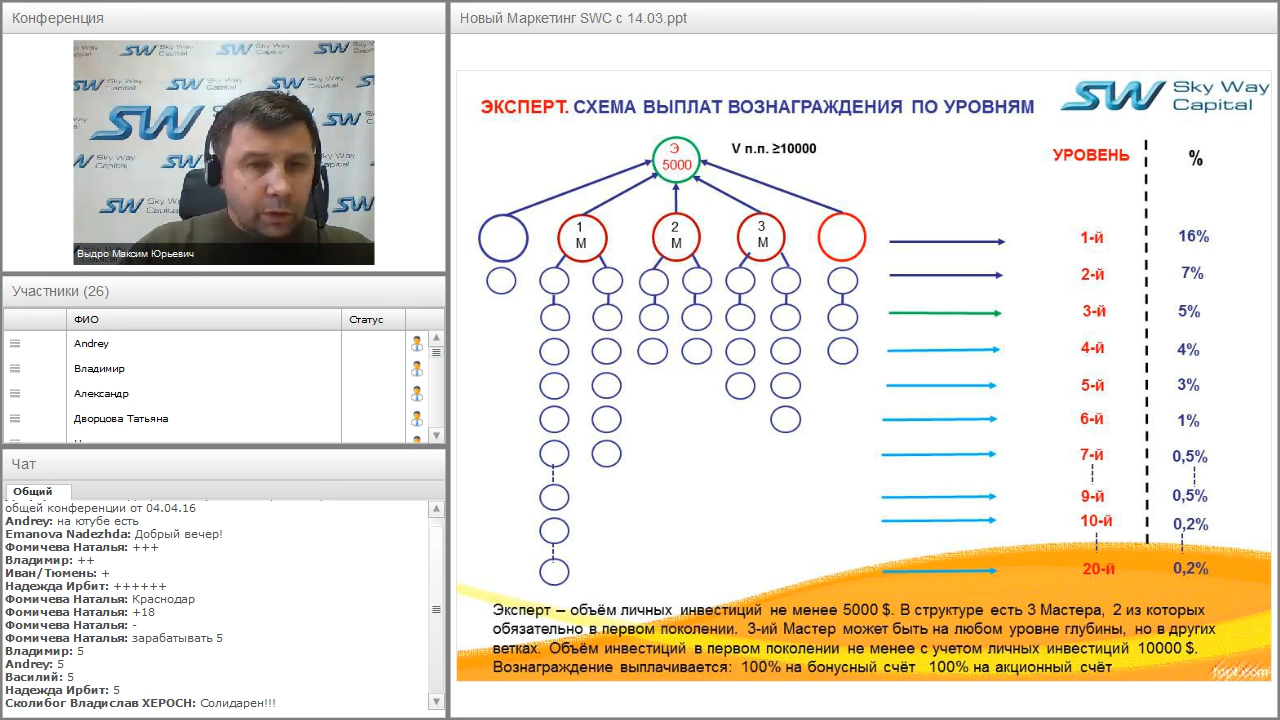 Конференция
Sky Way
Capital
SW
Выдро Максим Юрьевич
Участники (26)
ФИО
Статус
Andrey
Владимир
Александр
Дворцова Татьяна
Чат
Общий
общей конференции от 04.04.16
Andrey: на ютубе есть
Emanova Nadezhda: Добрый вечер!
Фомичева Наталья: +++
Владимир: ++
Иван/Тюмень: +
Надежда Ирбит: ++++++
Фомичева Наталья: Краснодар
Фомичева Наталья: +18
Фомичева Наталья: -
Фомичева Наталья: зарабатывать 5
Владимир: 5
Andrey: 5
Василий: 5
Надежда Ирбит: 5
Сколибог Владислав ХЕРОСН: Солидарен!!!
Новый Маркетинг SWC с 14.03.ppt
ЭКСПЕРТ. СХЕМА ВЫПЛАТ ВОЗНАГРАЖДЕНИЯ ПО УРОВНЯМ
SW Sky Way
Capital
Э
5000
V п.п. ≥10000
УРОВЕНЬ %
1
М
2
М
3
М
1-й 16%
2-й 7%
3-й 5%
4-й 4%
5-й 3%
6-й 1%
7-й 0,5%
9-й 0,5%
10-й 0,2%
20-й 0,2%
Эксперт – объём личных инвестиций не менее 5000 $. В структуре есть 3 Мастера, 2 из которых
обязательно в первом поколении. 3-ий Мастер может быть на любом уровне глубины, но в других
ветках. Объём инвестиций в первом поколении не менее с учетом личных инвестиций 10000 $.
Вознаграждение выплачивается: 100% на бонусный счёт 100% на акционный счёт